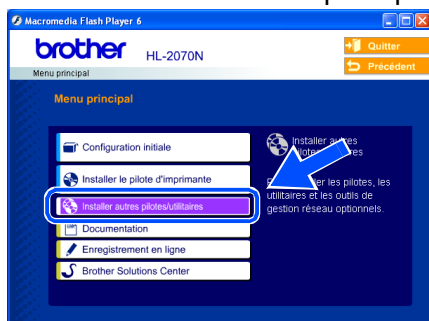 Macromedia Flash Player 6
brother
HL-2070N
Quitter
Précédent
Menu principal
Menu principal
Configuration initiale
Installer le pilote d'imprimante
Installer autres pilotes/utilitaires
Documentation
Enregistrement en ligne
Brother Solutions Center
Installer autres
les pilotes, les
utilitaires et les outils de
gestion réseau optionnels.